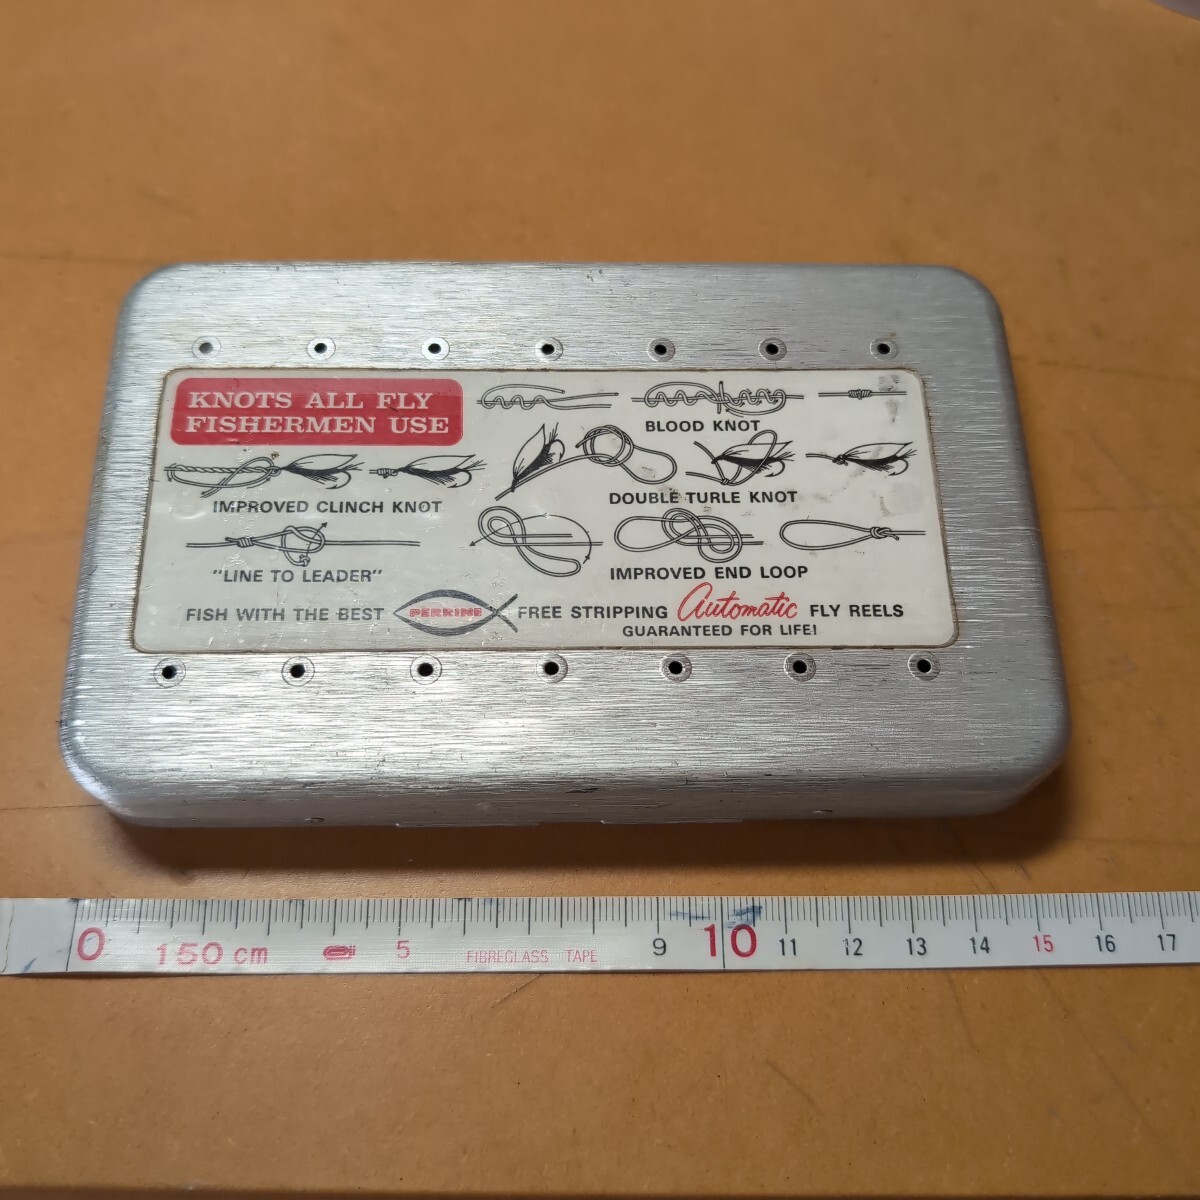 KNOTS ALL FLY
FISHERMEN USE
BLOOD KNOT
IMPROVED CLINCH KNOT
DOUBLE TURLE KNOT
"LINE TO LEADER"
IMPROVED END LOOP
FISH WITH THE BEST PERRINE FREE STRIPPING Automatic FLY REELS
GUARANTEED FOR LIFE!
0 150 cm 5 FIBREGLASS TAPE 9 10 11 12 13 14 15 16 17